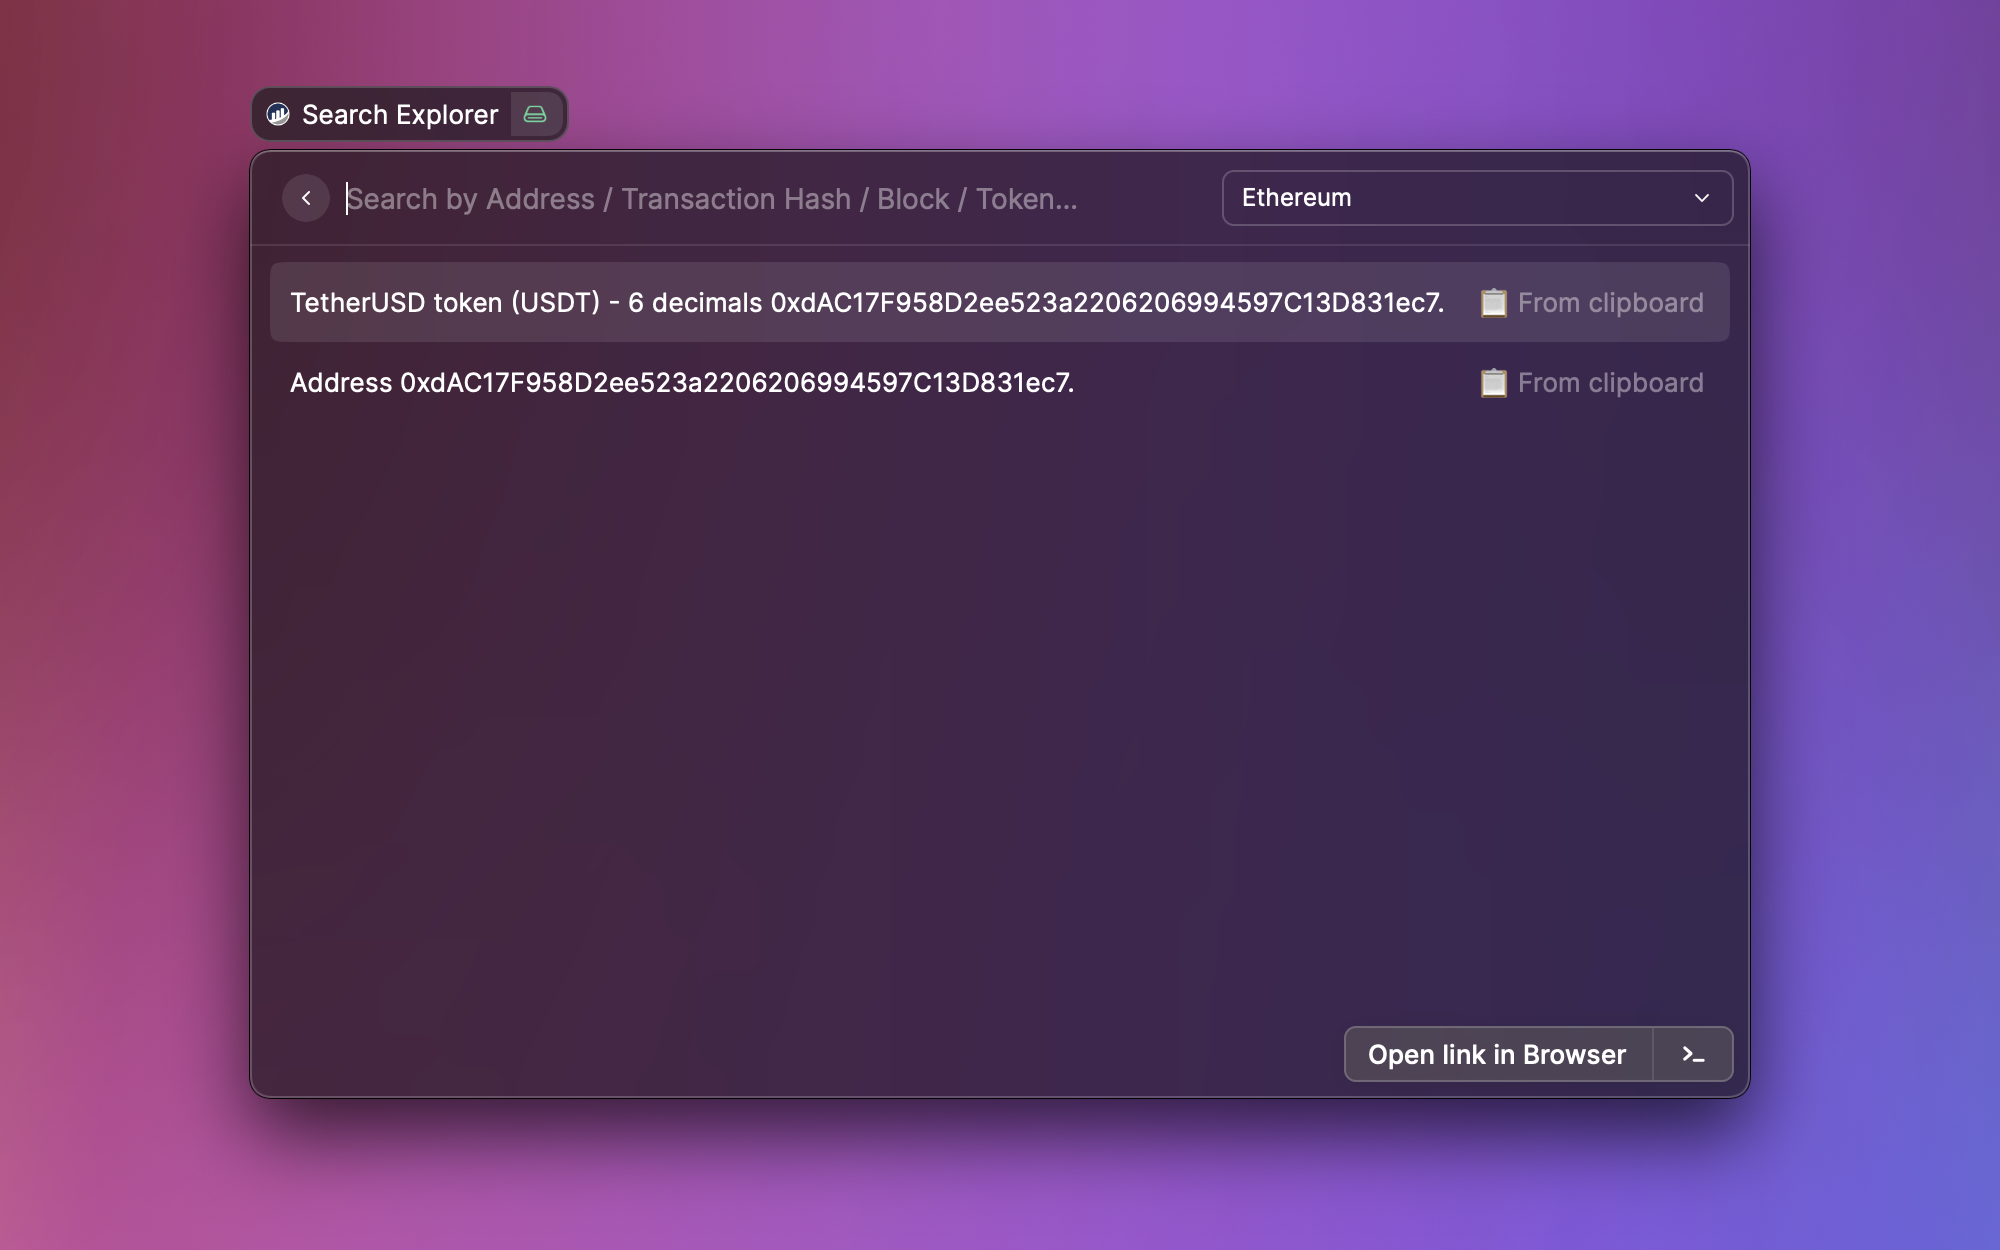 Search Explorer
Search by Address / Transaction Hash / Block / Token...
Ethereum
TetherUSD token (USDT) - 6 decimals 0xdAC17F958D2ee523a2206206994597C13D831ec7.
From clipboard
Address 0xdAC17F958D2ee523a2206206994597C13D831ec7.
From clipboard
Open link in Browser